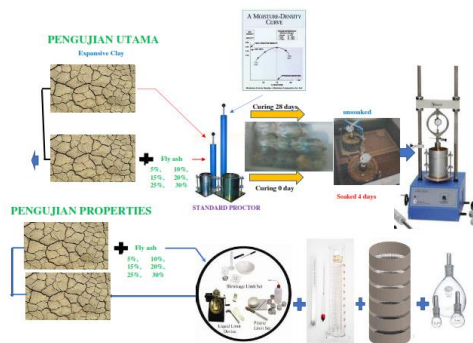 PENGUJIAN UTAMA
Expansive Clay
A MOISTURE-DENSITY
CURVE
Curing 28 days
unsoaked
Fly ash
5%, 10%,
15% 20%,
25%, 30%
STANDARD PROCTOR
Curing 0 day
Soaked 4 days
PENGUJIAN PROPERTIES
Fly ash
5%, 10%,
15%, 20%,
25%, 30%
Shrinkage Limit Set
Liquid Limit
Device
Plastic
Limit Set